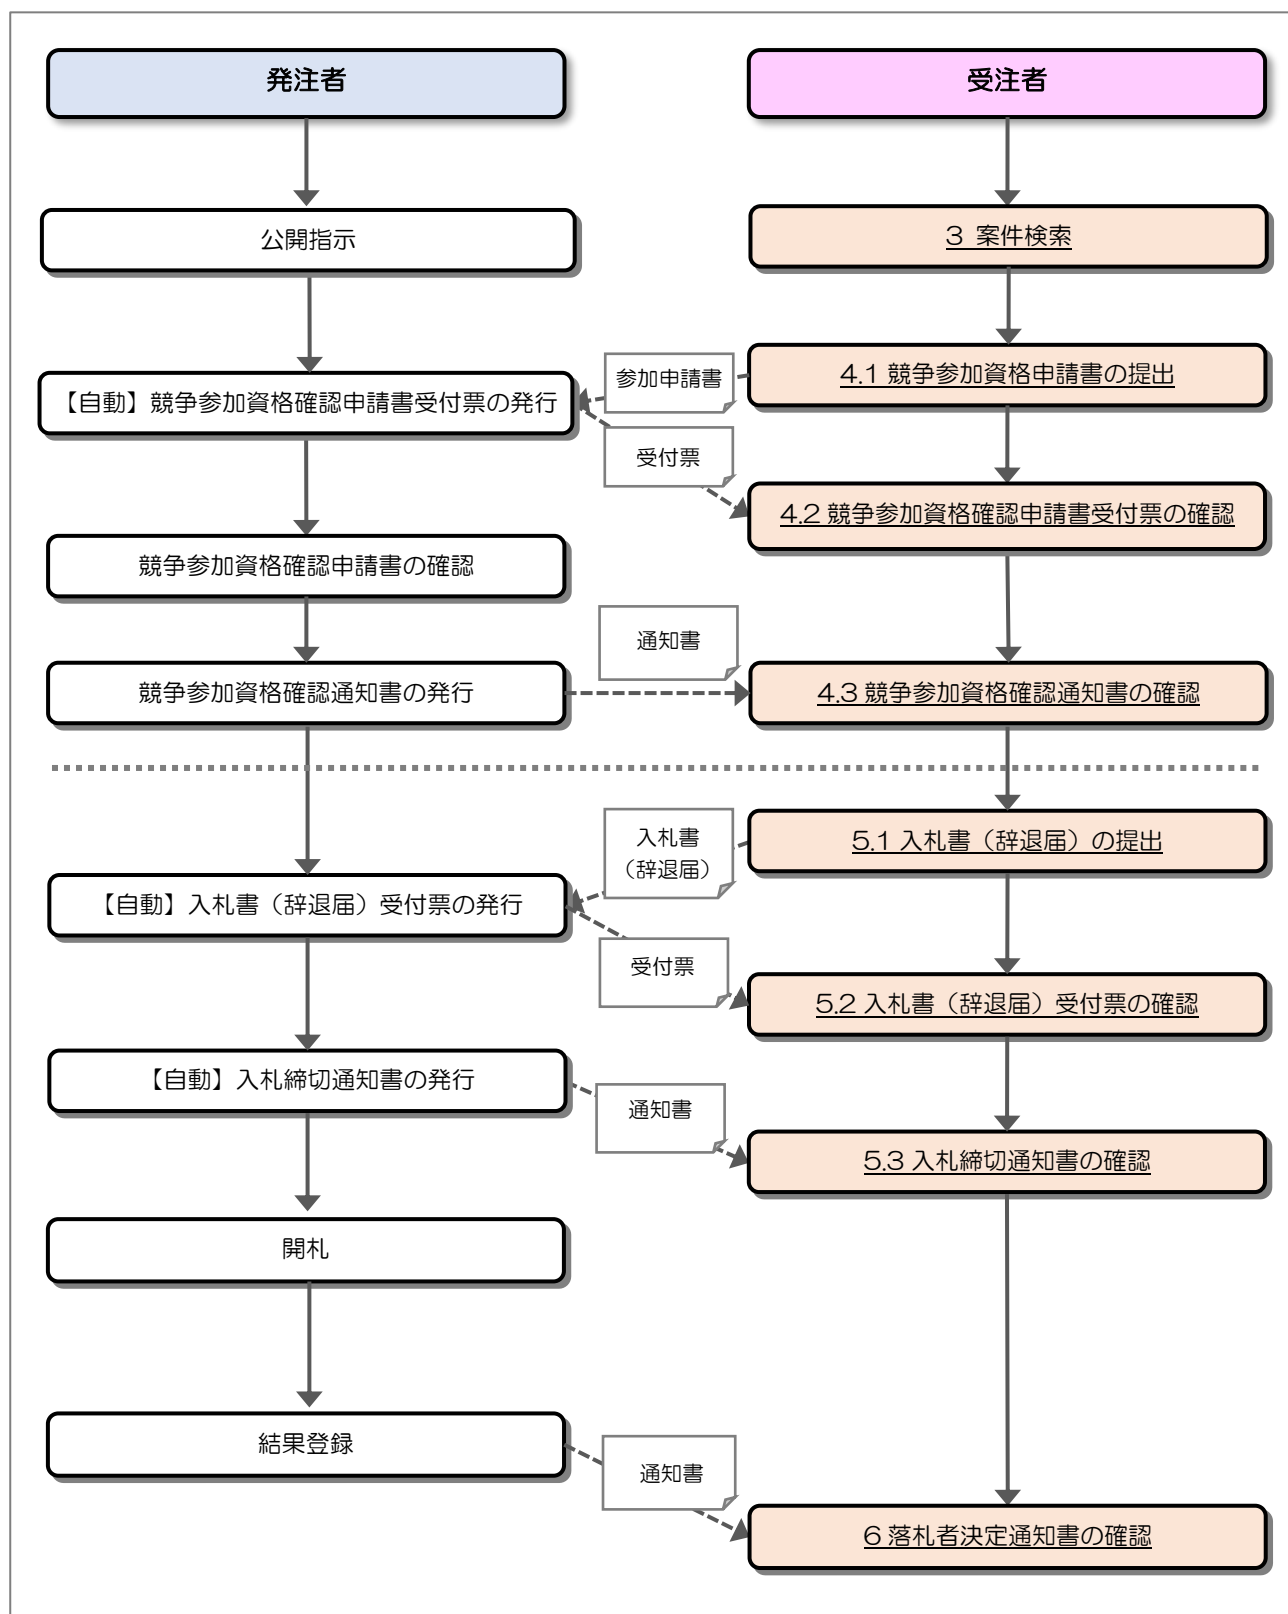 発注者
受注者
公開指示
3 案件検索
参加申請書
4.1 競争参加資格申請書の提出
【自動】競争参加資格確認申請書受付票の発行
受付票
4.2 競争参加資格確認申請書受付票の確認
競争参加資格確認申請書の確認
通知書
競争参加資格確認通知書の発行
4.3 競争参加資格確認通知書の確認
入札書
（辞退届）
5.1 入札書（辞退届）の提出
【自動】入札書（辞退届）受付票の発行
受付票
5.2 入札書（辞退届）受付票の確認
【自動】入札締切通知書の発行
通知書
5.3 入札締切通知書の確認
開札
結果登録
通知書
6 落札者決定通知書の確認